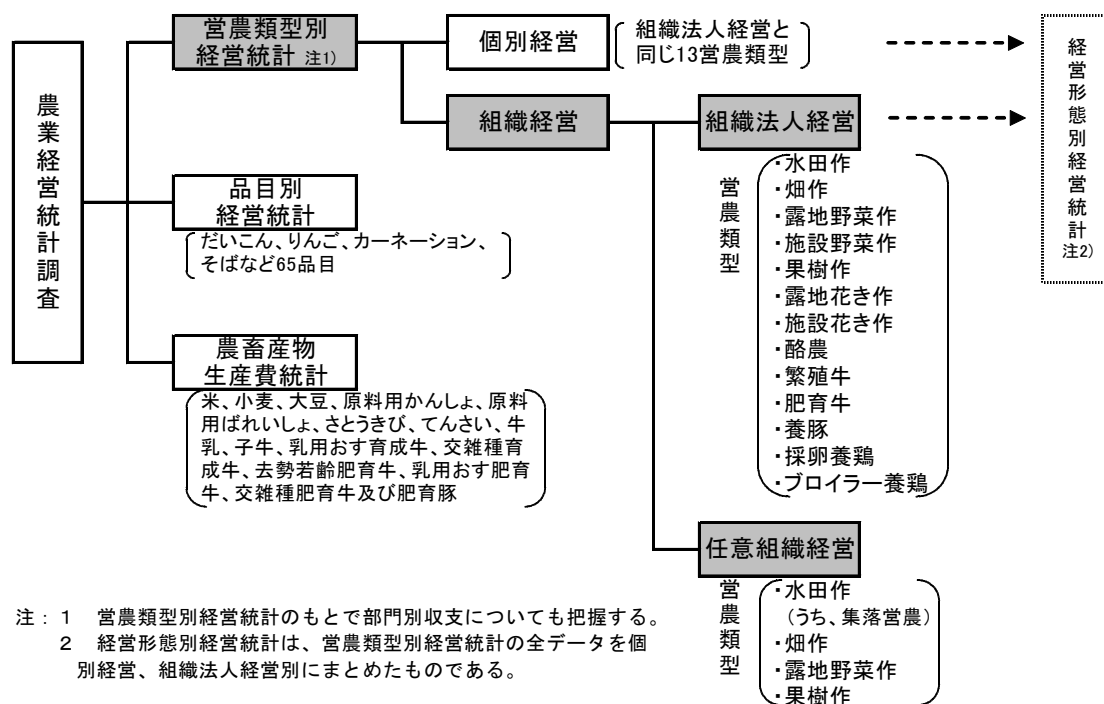 農業経営統計調査
営農類型別
経営統計 注1)
個別経営
組織法人経営と
同じ13営農類型
経営形態別経営統計
注2)
組織経営
組織法人経営
営農類型
・水田作
・畑作
・露地野菜作
・施設野菜作
・果樹作
・露地花き作
・施設花き作
・酪農
・繁殖牛
・肥育牛
・養豚
・採卵養鶏
・ブロイラー養鶏
品目別
経営統計
だいこん、りんご、カーネーション、
そばなど65品目
農畜産物
生産費統計
米、小麦、大豆、原料用かんしょ、原料
用ばれいしょ、さとうきび、てんさい、牛
乳、子牛、乳用おす育成牛、交雑種育
成牛、去勢若齢肥育牛、乳用おす肥育
牛、交雑種肥育牛及び肥育豚
任意組織経営
営農類型
・水田作
(うち、集落営農)
・畑作
・露地野菜作
・果樹作
注：1 営農類型別経営統計のもとで部門別収支についても把握する。
2 経営形態別経営統計は、営農類型別経営統計の全データを個
別経営、組織法人経営別にまとめたものである。